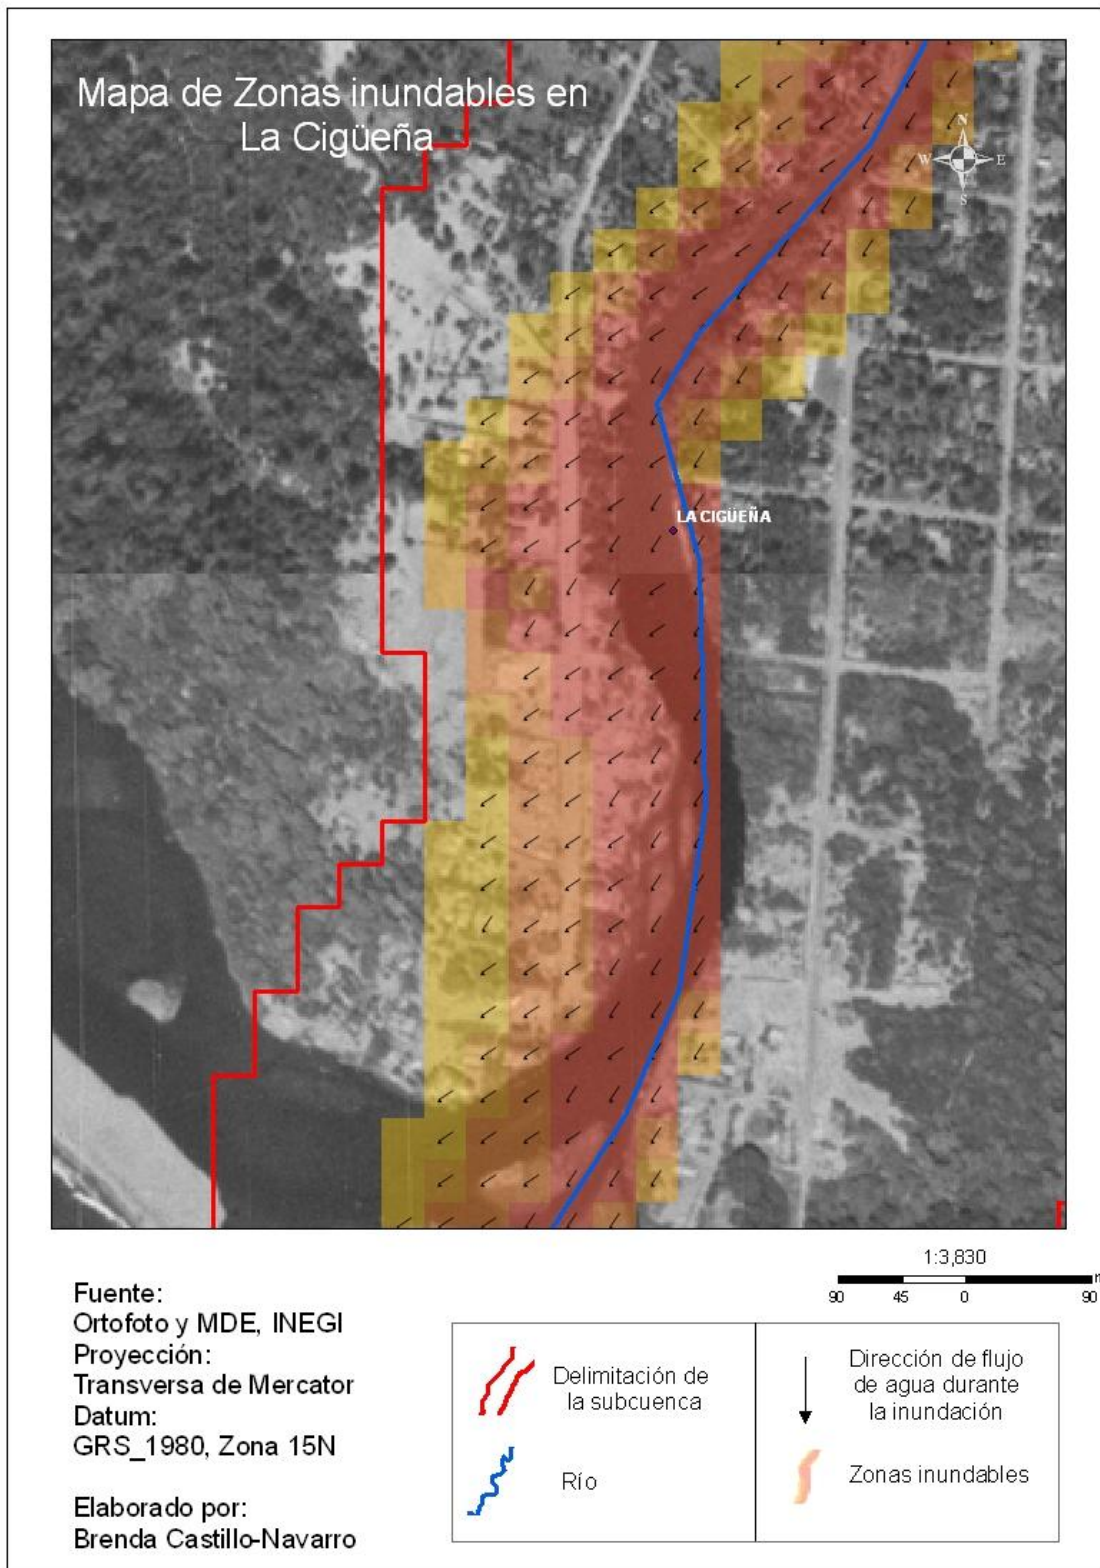 Mapa de Zonas inundables en
La Cigüeña
N
W E
S
LA CIGÜEÑA
1:3,830
m
90 45 0 90
Fuente:
Ortofoto y MDE, INEGI
Proyección:
Transversa de Mercator
Datum:
GRS_1980, Zona 15N
Elaborado por:
Brenda Castillo-Navarro
Delimitación de
la subcuenca
Río
Dirección de flujo
de agua durante
la inundación
Zonas inundables